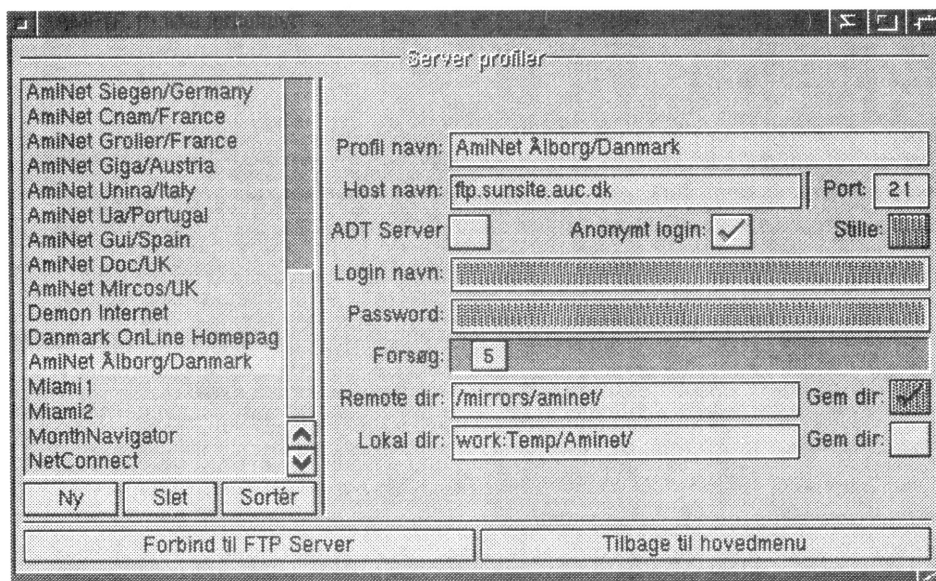 Server profiler
AmiNet Siegen/Germany
AmiNet Cnam/France
AmiNet Grolier/France
AmiNet Giga/Austria
AmiNet Unina/Italy
AmiNet Ua/Portugal
AmiNet Gui/Spain
AmiNet Doc/UK
AmiNet Mircos/UK
Demon Internet
Danmark OnLine Homepag
AmiNet Ålborg/Danmark
Miami1
Miami2
MonthNavigator
NetConnect
Ny Slet Sortér
Profil navn: AmiNet Ålborg/Danmark
Host navn: ftp.sunsite.auc.dk Port: 21
ADT Server Anonymt login: Stille:
Login navn:
Password:
Forsøg: 5
Remote dir: /mirrors/aminet/ Gem dir:
Lokal dir: work:Temp/Aminet/ Gem dir:
Forbind til FTP Server Tilbage til hovedmenu